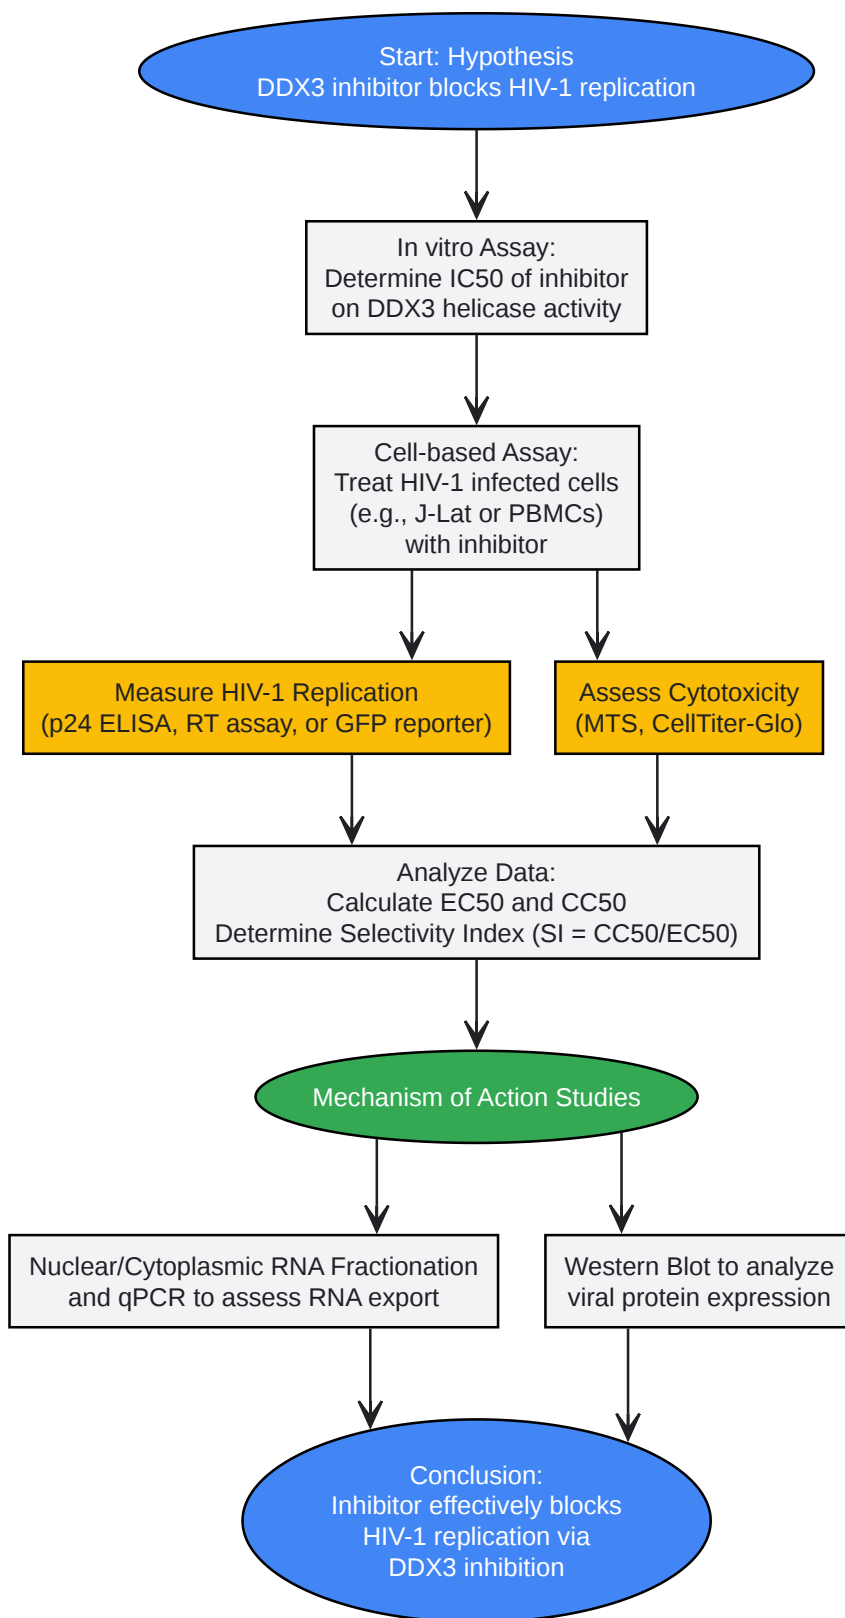 Start: Hypothesis
DDX3 inhibitor blocks HIV-1 replication
In vitro Assay:
Determine IC50 of inhibitor
on DDX3 helicase activity
Cell-based Assay:
Treat HIV-1 infected cells
(e.g., J-Lat or PBMCs)
with inhibitor
Measure HIV-1 Replication
(p24 ELISA, RT assay, or GFP reporter)
Assess Cytotoxicity
(MTS, CellTiter-Glo)
Analyze Data:
Calculate EC50 and CC50
Determine Selectivity Index (SI = CC50/EC50)
Mechanism of Action Studies
Nuclear/Cytoplasmic RNA Fractionation
and qPCR to assess RNA export
Western Blot to analyze
viral protein expression
Conclusion:
Inhibitor effectively blocks
HIV-1 replication via
DDX3 inhibition